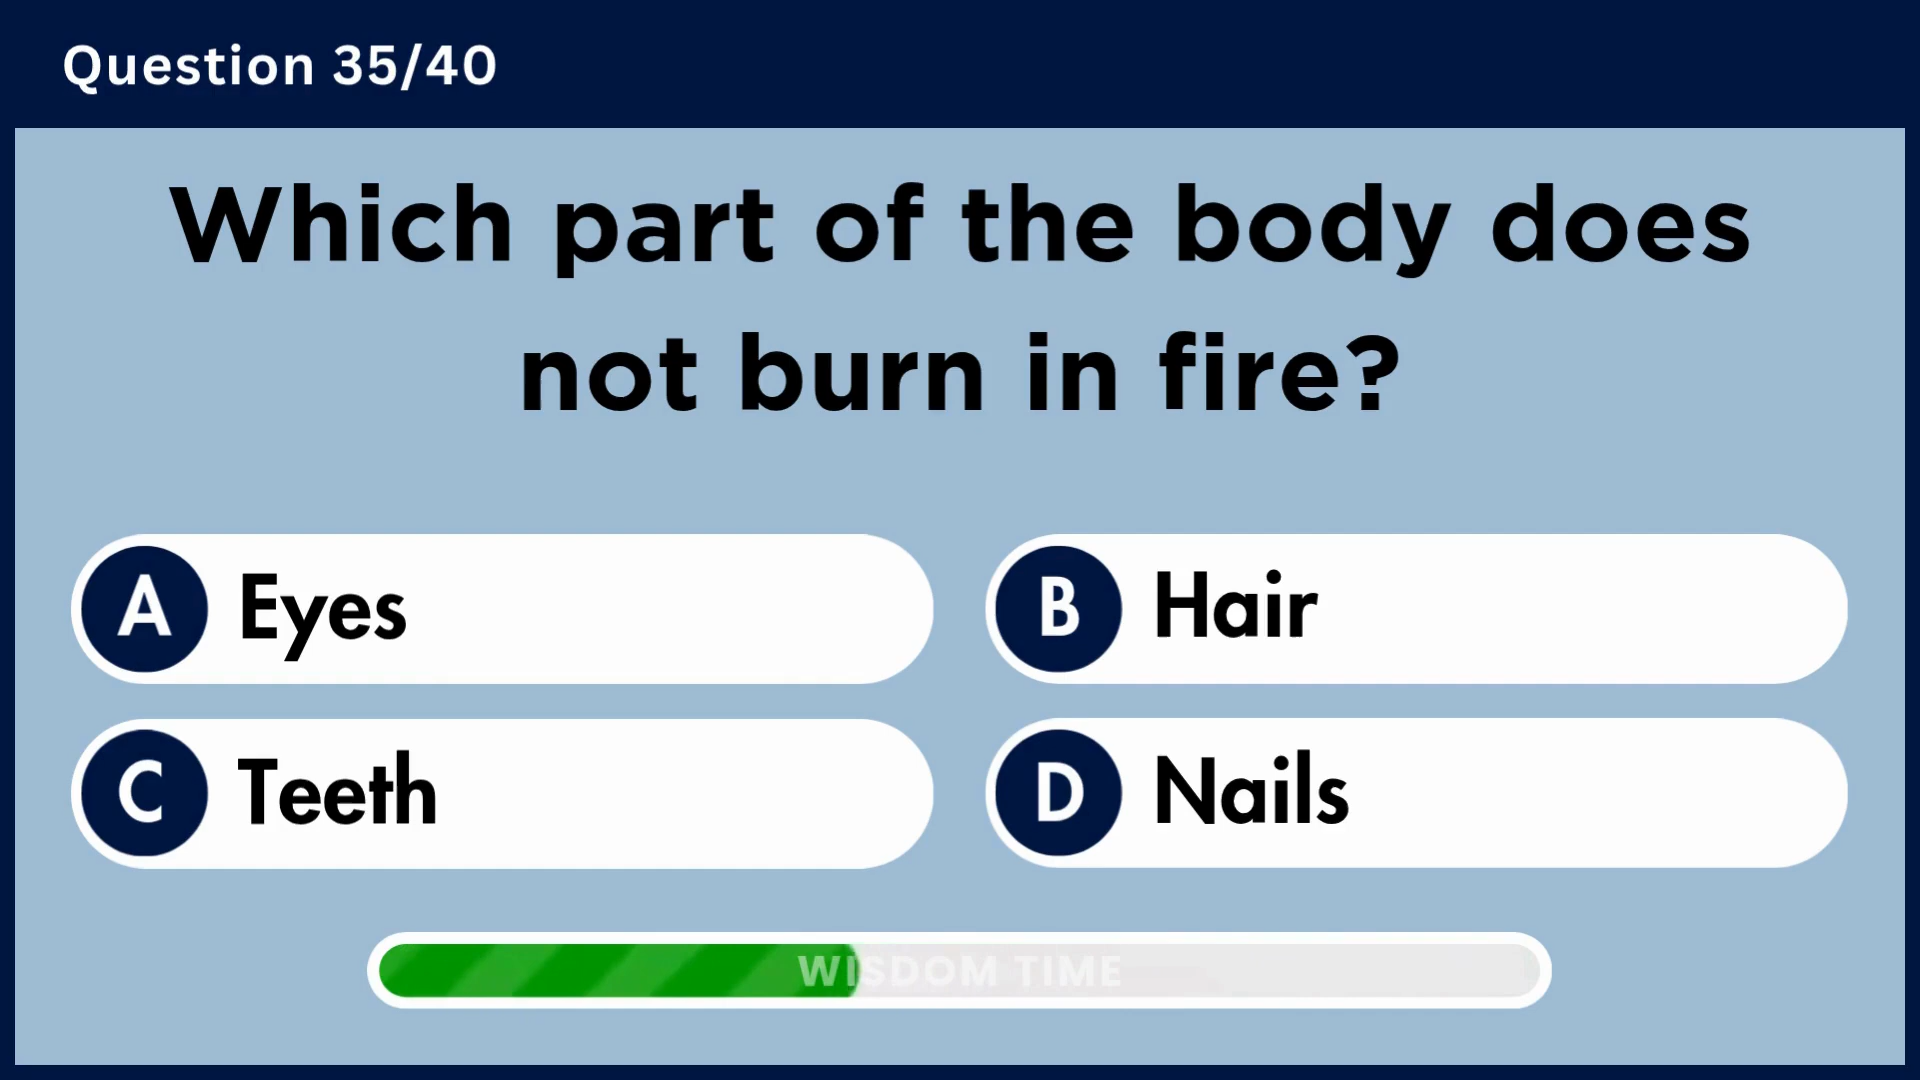 Question 35/40
Which part of the body does
not burn in fire?
A Eyes
B Hair
C Teeth
D Nails
WISDOM TIME